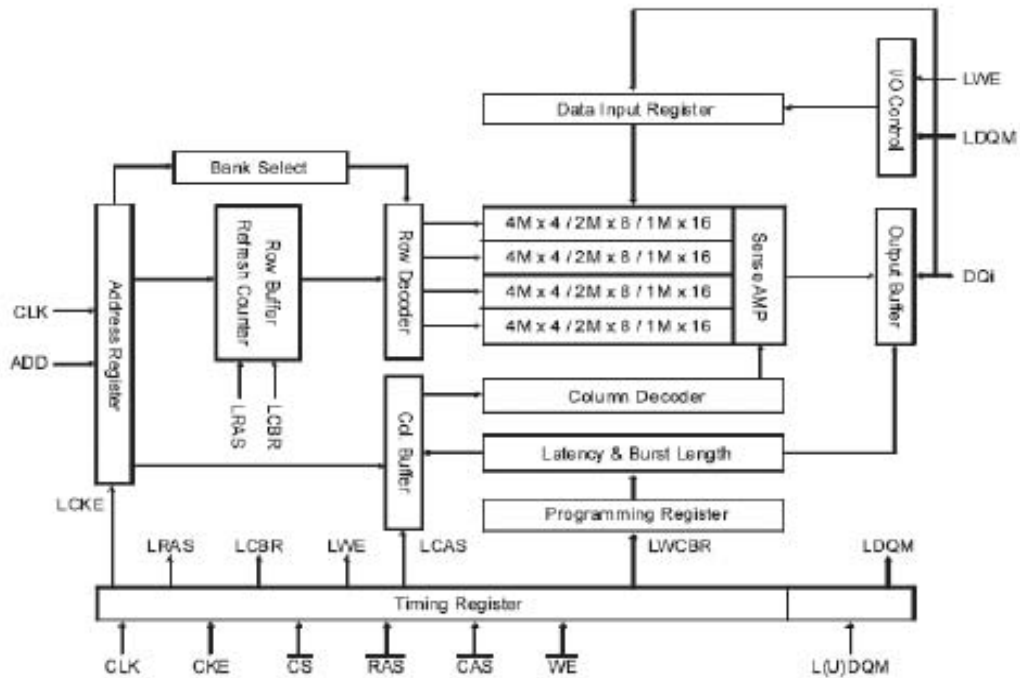 I/O Control
LWE
Data Input Register
LDQM
Bank Select
Address Register
Refresh Counter
Row Buffer
Row Decoder
4M x 4 / 2M x 8 / 1M x 16
4M x 4 / 2M x 8 / 1M x 16
4M x 4 / 2M x 8 / 1M x 16
4M x 4 / 2M x 8 / 1M x 16
Sense AMP
Output Buffer
DQi
CLK
ADD
LRAS
LCBR
Col. Buffer
Column Decoder
Latency & Burst Length
LCKE
Programming Register
LRAS
LCBR
LWE
LCAS
LWCBR
LDQM
Timing Register
CLK
CKE
CS
RAS
CAS
WE
L(U)DQM